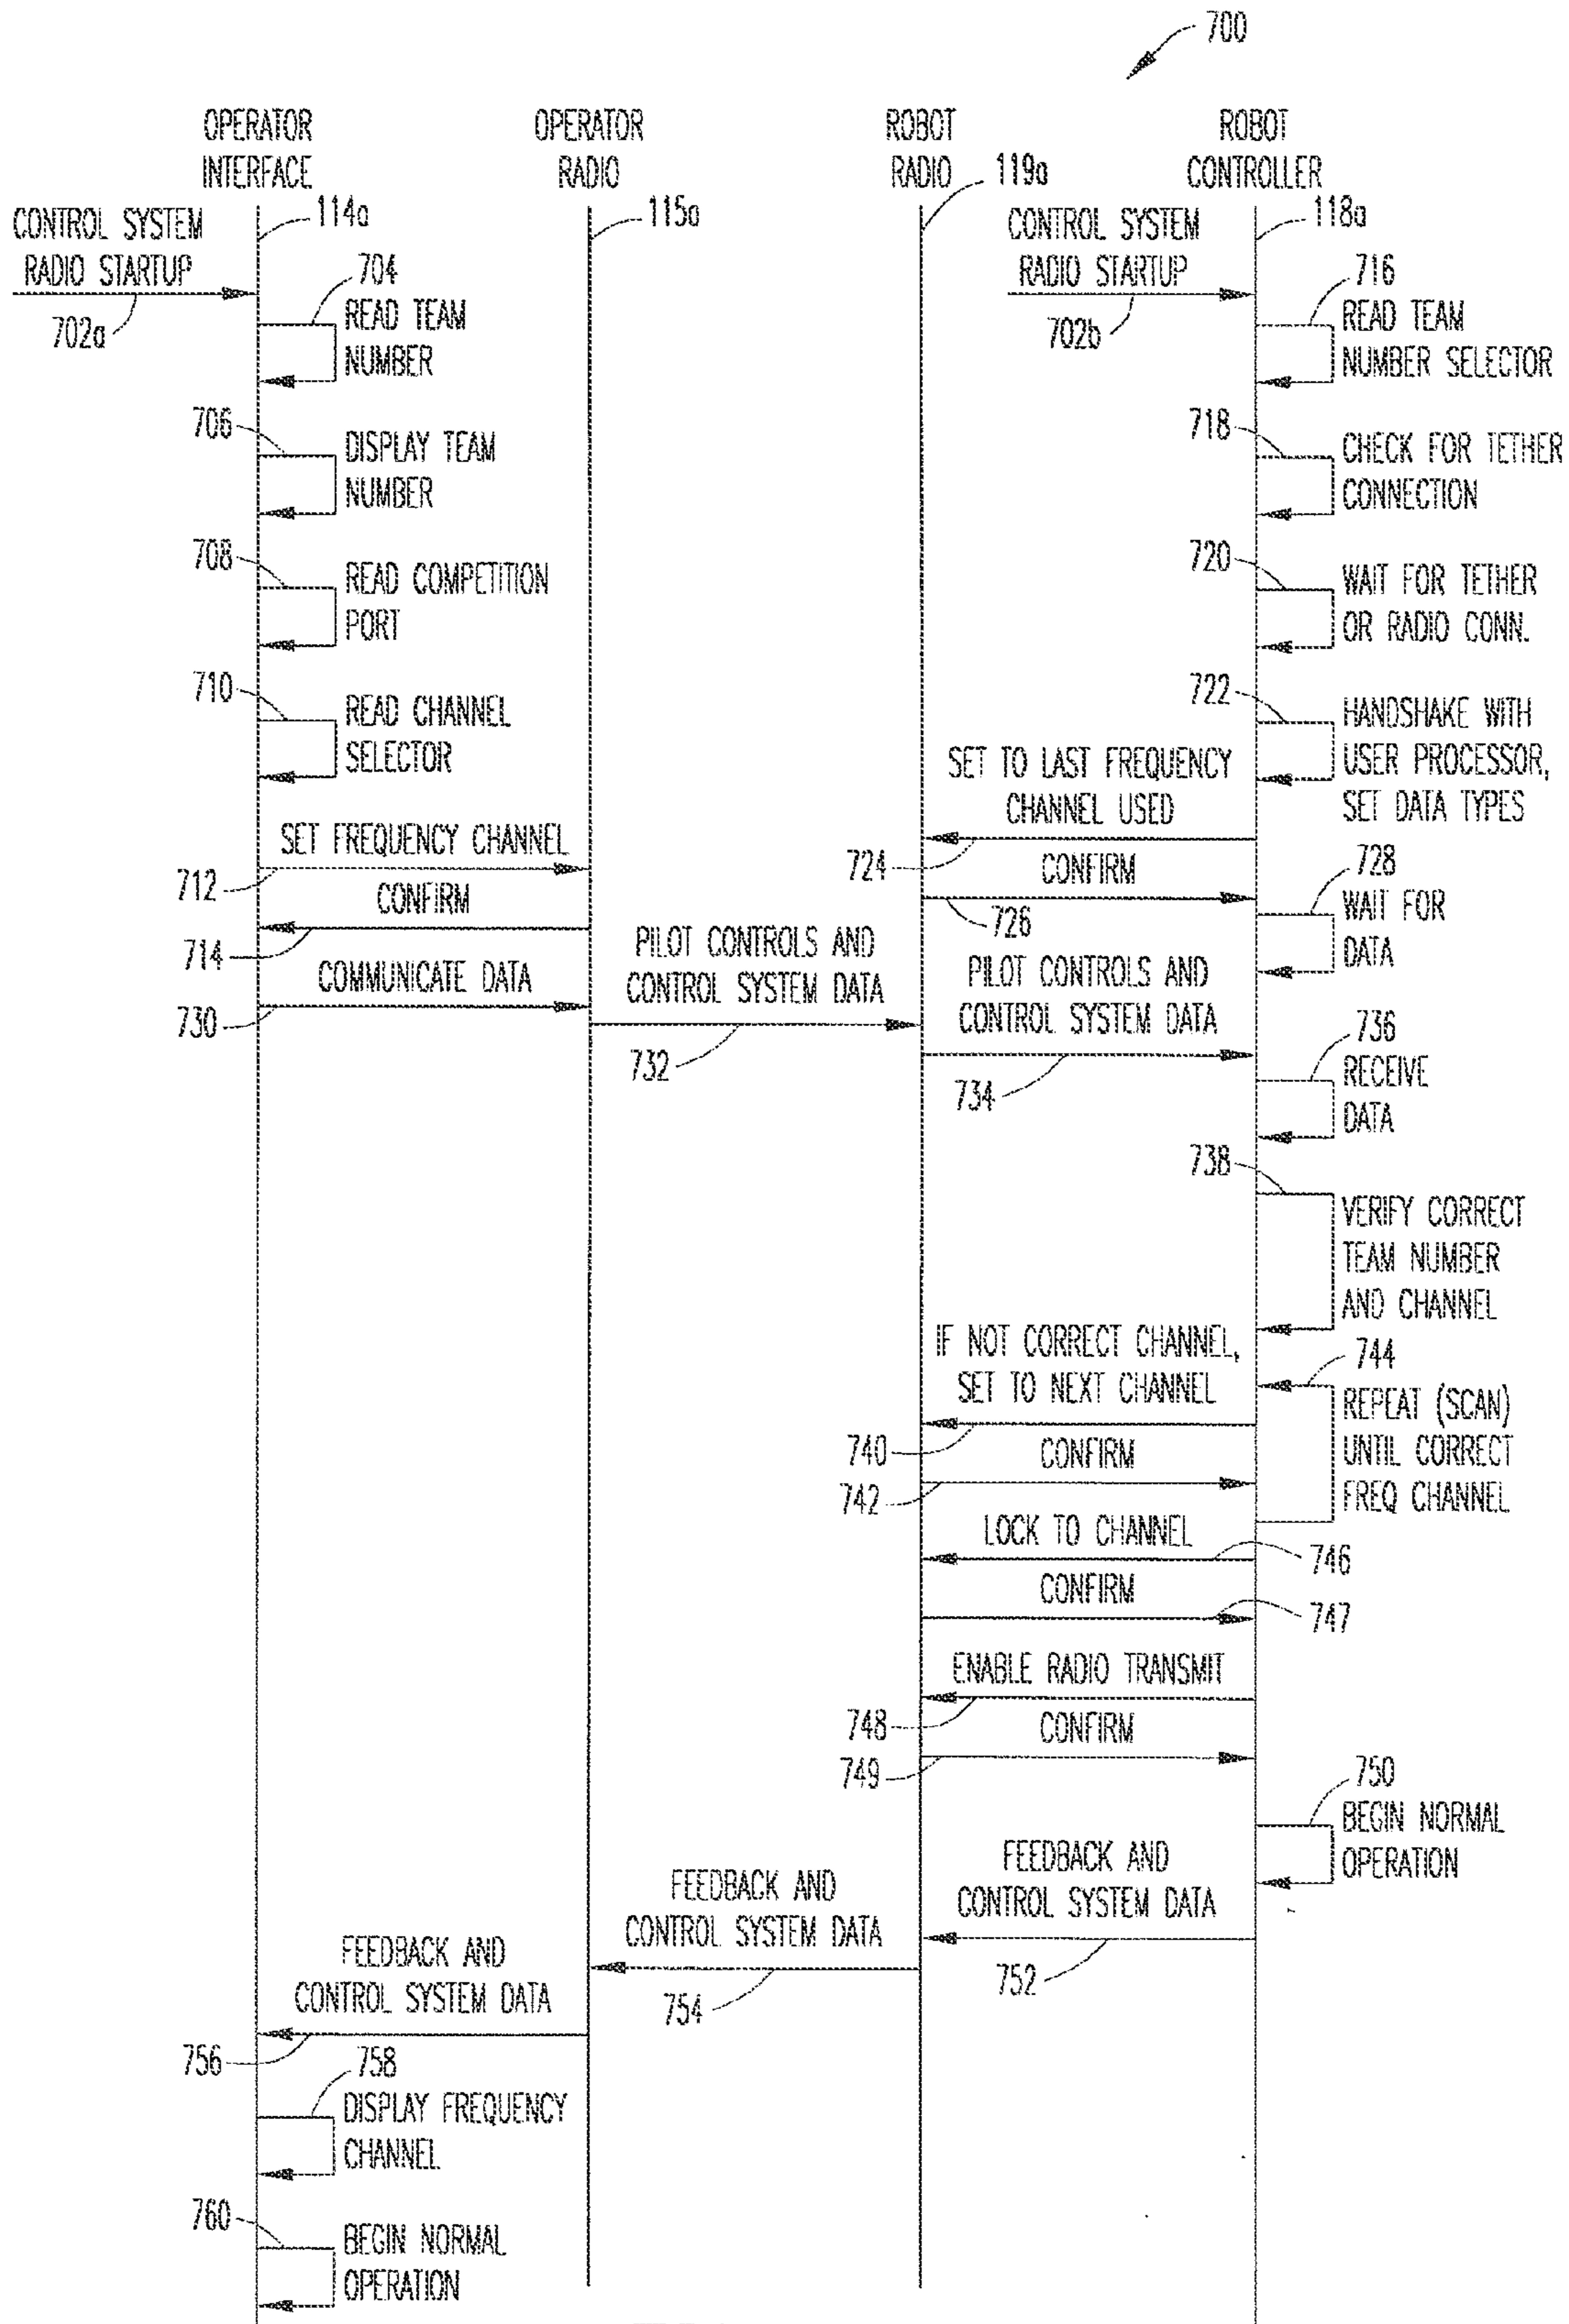 700
OPERATOR
INTERFACE
OPERATOR
RADIO
ROBOT
RADIO
ROBOT
CONTROLLER
114a
115a
119a
118a
CONTROL SYSTEM
RADIO STARTUP
702a
CONTROL SYSTEM
RADIO STARTUP
702b
704
READ TEAM
NUMBER
716
READ TEAM
NUMBER SELECTOR
706
DISPLAY TEAM
NUMBER
718
CHECK FOR TETHER
CONNECTION
708
READ COMPETITION
PORT
720
WAIT FOR TETHER
OR RADIO CONN.
710
READ CHANNEL
SELECTOR
722
HANDSHAKE WITH
USER PROCESSOR,
SET DATA TYPES
SET TO LAST FREQUENCY
CHANNEL USED
724
SET FREQUENCY CHANNEL
712
CONFIRM
726
728
WAIT FOR
DATA
CONFIRM
714
COMMUNICATE DATA
730
PILOT CONTROLS AND
CONTROL SYSTEM DATA
732
PILOT CONTROLS AND
CONTROL SYSTEM DATA
734
736
RECEIVE
DATA
738
VERIFY CORRECT
TEAM NUMBER
AND CHANNEL
IF NOT CORRECT CHANNEL,
SET TO NEXT CHANNEL
740
744
REPEAT (SCAN)
UNTIL CORRECT
FREQ CHANNEL
CONFIRM
742
LOCK TO CHANNEL
746
CONFIRM
747
ENABLE RADIO TRANSMIT
748
CONFIRM
749
750
BEGIN NORMAL
OPERATION
FEEDBACK AND
CONTROL SYSTEM DATA
752
FEEDBACK AND
CONTROL SYSTEM DATA
754
FEEDBACK AND
CONTROL SYSTEM DATA
756
758
DISPLAY FREQUENCY
CHANNEL
760
BEGIN NORMAL
OPERATION